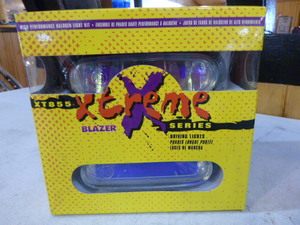 HIGH PERFORMANCE HALOGEN LIGHT KIT • ENSEMBLE DE PHARES HAUTE PERFORMANCE À HALOGÈNE • JUEGO DE FAROS DE HALOGENO DE ALTO RENDIMIENTO
XT855
xtreme
BLAZER
SERIES
DRIVING LIGHTS
PHARES LONGUE PORTÉE
LUCES DE MANEJO